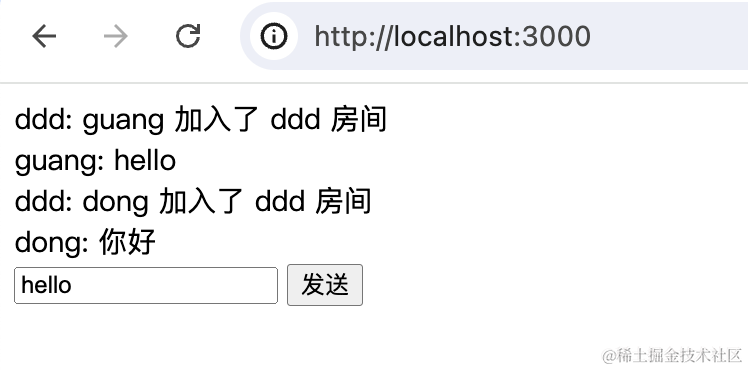 http://localhost:3000
ddd: guang 加入了 ddd 房间
guang: hello
ddd: dong 加入了 ddd 房间
dong: 你好
hello 发送
@稀土掘金技术社区